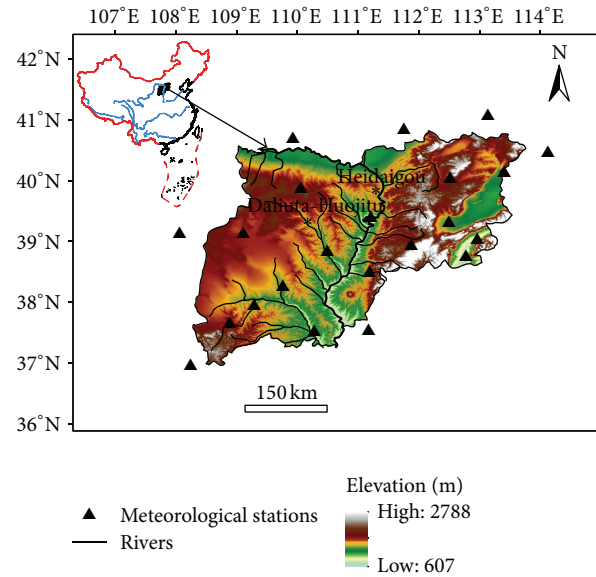 107°E 108°E 109°E 110°E 111°E 112°E 113°E 114°E
42°N
41°N
40°N
39°N
38°N
37°N
36°N
N
Heidaigou
Daliuta-Huojitu
150 km
Meteorological stations
Rivers
Elevation (m)
High: 2788
Low: 607